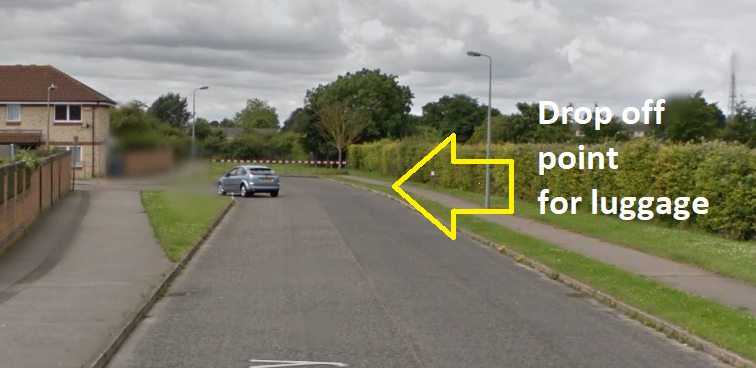 Drop off
point
for luggage